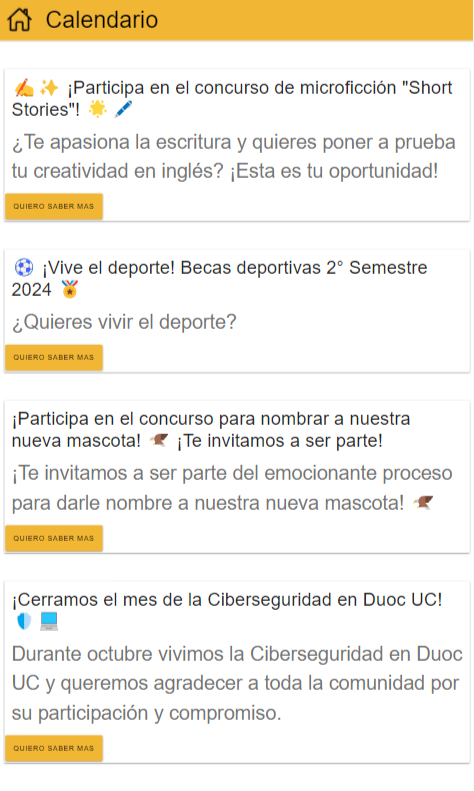 Calendario
✍️✨ ¡Participa en el concurso de microficción "Short
Stories"! 🌟 🖊️
¿Te apasiona la escritura y quieres poner a prueba
tu creatividad en inglés? ¡Esta es tu oportunidad!
QUIERO SABER MAS
⚽ ¡Vive el deporte! Becas deportivas 2° Semestre
2024 🏅
¿Quieres vivir el deporte?
QUIERO SABER MAS
¡Participa en el concurso para nombrar a nuestra
nueva mascota! 🦅 ¡Te invitamos a ser parte!
¡Te invitamos a ser parte del emocionante proceso
para darle nombre a nuestra nueva mascota! 🦅
QUIERO SABER MAS
¡Cerramos el mes de la Ciberseguridad en Duoc UC!
🛡️💻
Durante octubre vivimos la Ciberseguridad en Duoc
UC y queremos agradecer a toda la comunidad por
su participación y compromiso.
QUIERO SABER MAS